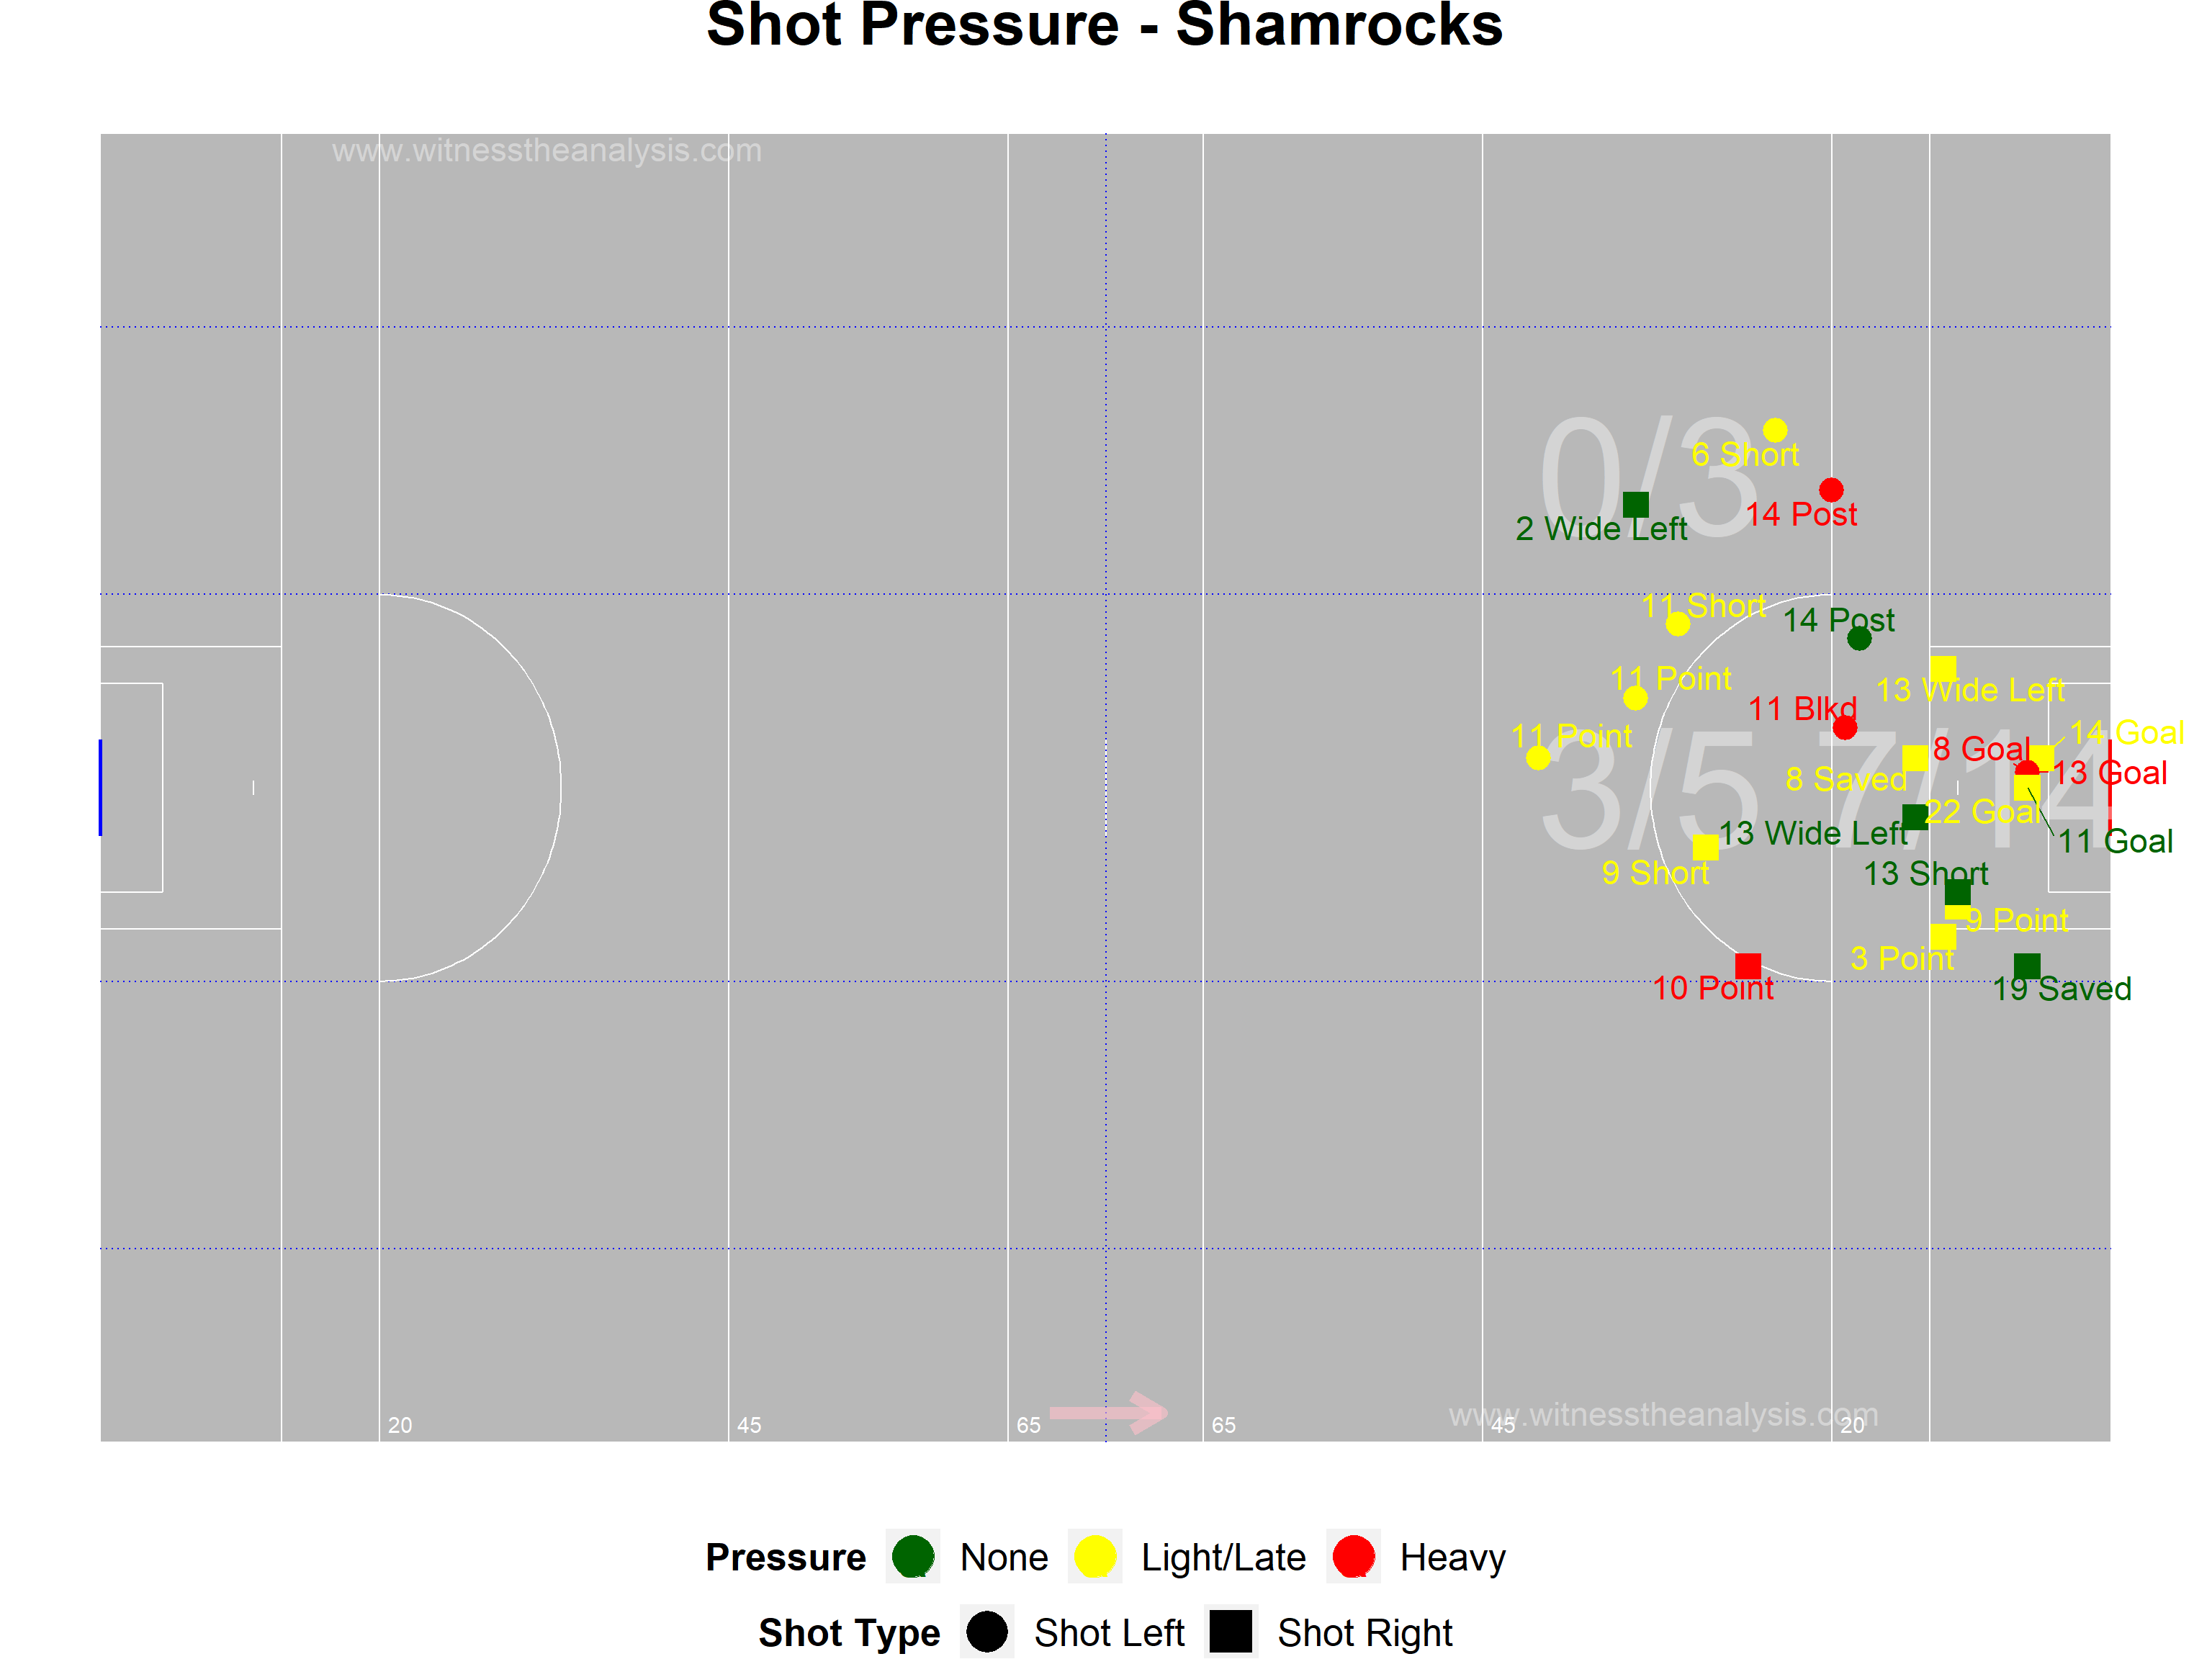 Shot Pressure - Shamrocks
www.witnesstheanalysis.com
0/3
6 Short
14 Post
2 Wide Left
11 Short
14 Post
11 Point
13 Wide Left
11 Blkd
11 Point
14 Goal
8 Goal
13 Goal
3/5
7/14
8 Saved
22 Goal
13 Wide Left
11 Goal
9 Short
13 Short
9 Point
3 Point
10 Point
19 Saved
www.witnesstheanalysis.com
20 45 65 65 45 20
Pressure None Light/Late Heavy
Shot Type Shot Left Shot Right